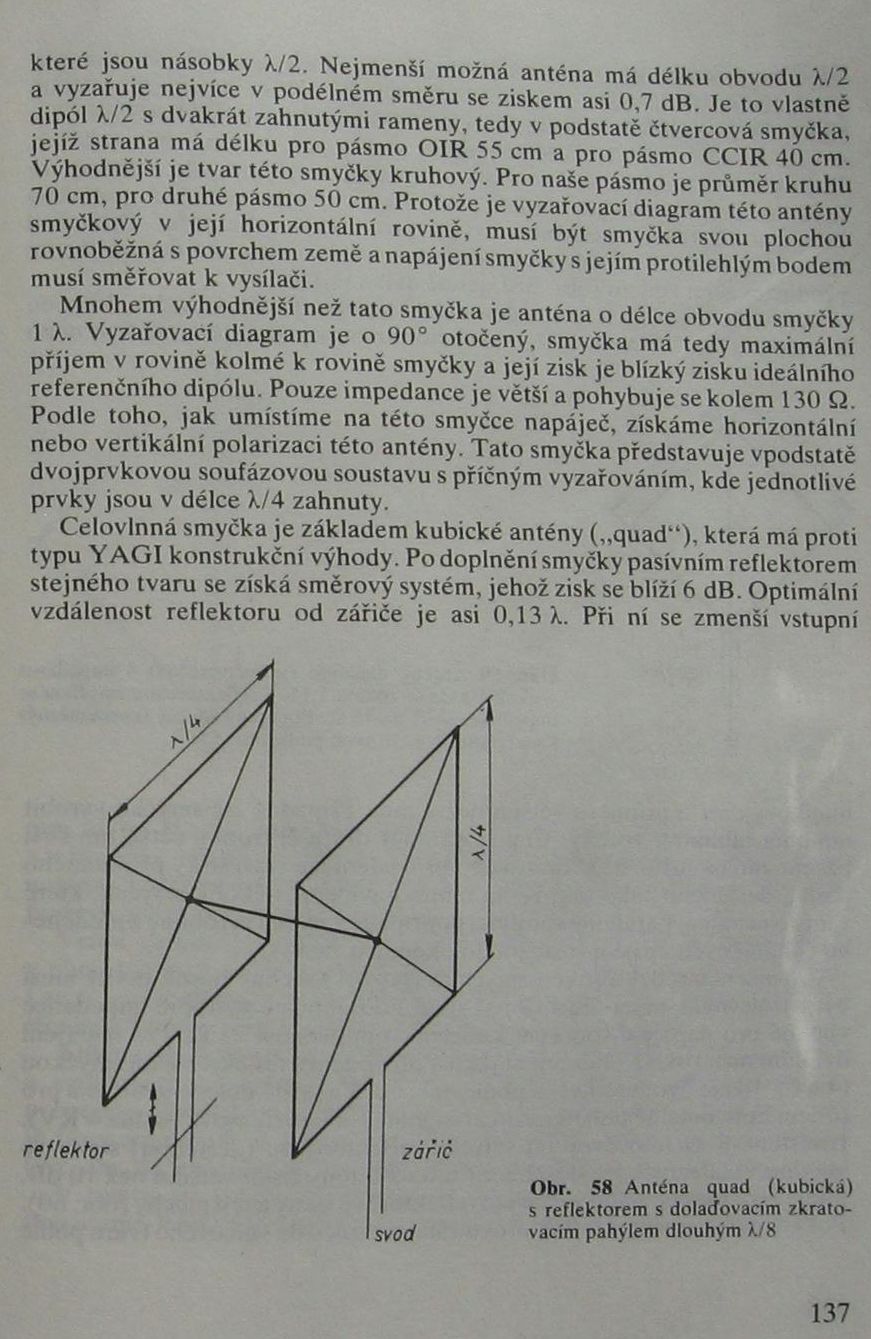 které jsou násobky λ/2. Nejmenší možná anténa má délku obvodu λ/2
a vyzařuje nejvíce v podélném směru se ziskem asi 0,7 dB. Je to vlastně
dipól λ/2 s dvakrát zahnutými rameny, tedy v podstatě čtvercová smyčka,
jejíž strana má délku pro pásmo OIR 55 cm a pro pásmo CCIR 40 cm.
Výhodnější je tvar této smyčky kruhový. Pro naše pásmo je průměr kruhu
70 cm, pro druhé pásmo 50 cm. Protože je vyzařovací diagram této antény
smyčkový v její horizontální rovině, musí být smyčka svou plochou
rovnoběžná s povrchem země a napájení smyčky s jejím protilehlým bodem
musí směřovat k vysílači.
Mnohem výhodnější než tato smyčka je anténa o délce obvodu smyčky
1 λ. Vyzařovací diagram je o 90° otočený, smyčka má tedy maximální
příjem v rovině kolmé k rovině smyčky a její zisk je blízký zisku ideálního
referenčního dipólu. Pouze impedance je větší a pohybuje se kolem 130 Ω.
Podle toho, jak umístíme na této smyčce napáječ, získáme horizontální
nebo vertikální polarizaci této antény. Tato smyčka představuje vpodstatě
dvojprvkovou soufázovou soustavu s příčným vyzařováním, kde jednotlivé
prvky jsou v délce λ/4 zahnuty.
Celovlnná smyčka je základem kubické antény („quad“), která má proti
typu YAGI konstrukční výhody. Po doplnění smyčky pasívním reflektorem
stejného tvaru se získá směrový systém, jehož zisk se blíží 6 dB. Optimální
vzdálenost reflektoru od zářiče je asi 0,13 λ. Při ní se zmenší vstupní
λ/4
λ/4
reflektor
zářič
svod
Obr. 58 Anténa quad (kubická)
s reflektorem s dolaďovacím zkrato-
vacím pahýlem dlouhým λ/8
137